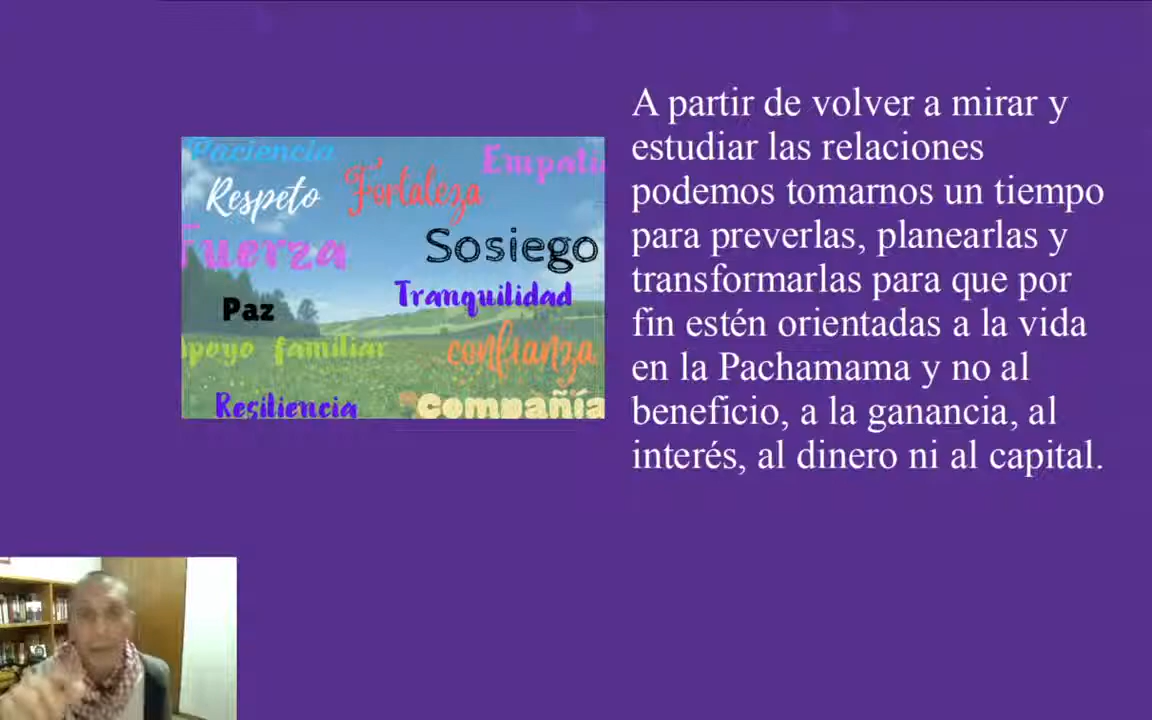 Paciencia
Empatí
Respeto
Fortaleza
Fuerza
Sosiego
Tranquilidad
Paz
apoyo familiar
confianza
Resiliencia
Compañía
A partir de volver a mirar y
estudiar las relaciones
podemos tomarnos un tiempo
para preverlas, planearlas y
transformarlas para que por
fin estén orientadas a la vida
en la Pachamama y no al
beneficio, a la ganancia, al
interés, al dinero ni al capital.